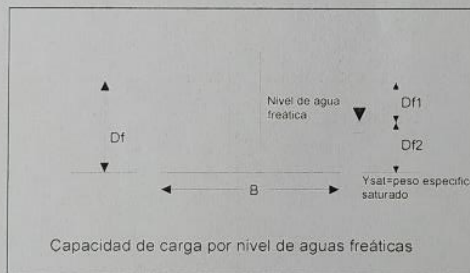 Nivel de agua
freática
Df1
Df
Df2
B
Ysat=peso especifico
saturado
Capacidad de carga por nivel de aguas freáticas